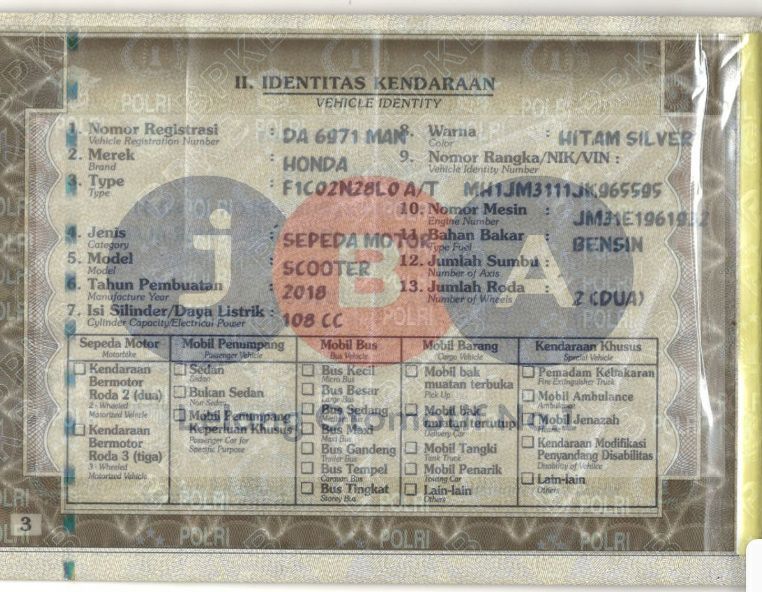 II. IDENTITAS KENDARAAN
VEHICLE IDENTITY
1. Nomor Registrasi : DA 6971 MAN
Vehicle Registration Number
2. Merek : HONDA
Brand
3. Type : F1C02N28L0 A/T
Type
4. Jenis : SEPEDA MOTOR
Category
5. Model : SCOOTER
Model
6. Tahun Pembuatan : 2018
Manufacture Year
7. Isi Silinder/Daya Listrik : 108 CC
Cylinder Capacity/Electrical Power
8. Warna : HITAM SILVER
Color
9. Nomor Rangka/NIK/VIN :
Vehicle Identity Number
MH1JM3111JK965595
10. Nomor Mesin :
Engine Number
11. Bahan Bakar : BENSIN
Type Fuel
12. Jumlah Sumbu :
Number of Axis
13. Jumlah Roda : 2 (DUA)
Number of Wheels
jBA
Sepeda Motor
Motorbike
Kendaraan
Bermotor
Roda 2 (dua)
2 - Wheeled
Motorized Vehicle
Kendaraan
Bermotor
Roda 3 (tiga)
3 - Wheeled
Motorized Vehicle
Mobil Penumpang
Passenger Vehicle
Sedan
Sedan
Bukan Sedan
Non Sedan
Mobil Penumpang
Keperluan Khusus
Passenger Car for
Specific Purpose
Mobil Bus
Bus Vehicle
Bus Kecil
Micro Bus
Bus Besar
Large Bus
Bus Sedang
Bus Maxi
Maxi Bus
Bus Gandeng
Bus Tempel
Caravan Bus
Bus Tingkat
Storey Bus
Mobil Barang
Cargo Vehicle
Mobil bak
muatan terbuka
Pick Up
Mobil bak
muatan tertutup
Delivery Car
Mobil Tangki
Tank Truck
Mobil Penarik
Towing Car
Lain-lain
Others
Kendaraan Khusus
Special Vehicle
Pemadam Kebakaran
Fire Extinguisher Truck
Mobil Ambulance
Ambulance
Mobil Jenazah
Kendaraan Modifikasi
Penyandang Disabilitas
Disability of Vehicle
Lain-lain
Others
3
POLRI